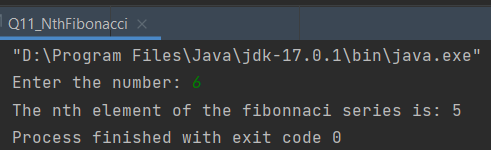 Q11_NthFibonacci ×
"D:\Program Files\Java\jdk-17.0.1\bin\java.exe"
Enter the number: 6
The nth element of the fibonnaci series is: 5
Process finished with exit code 0